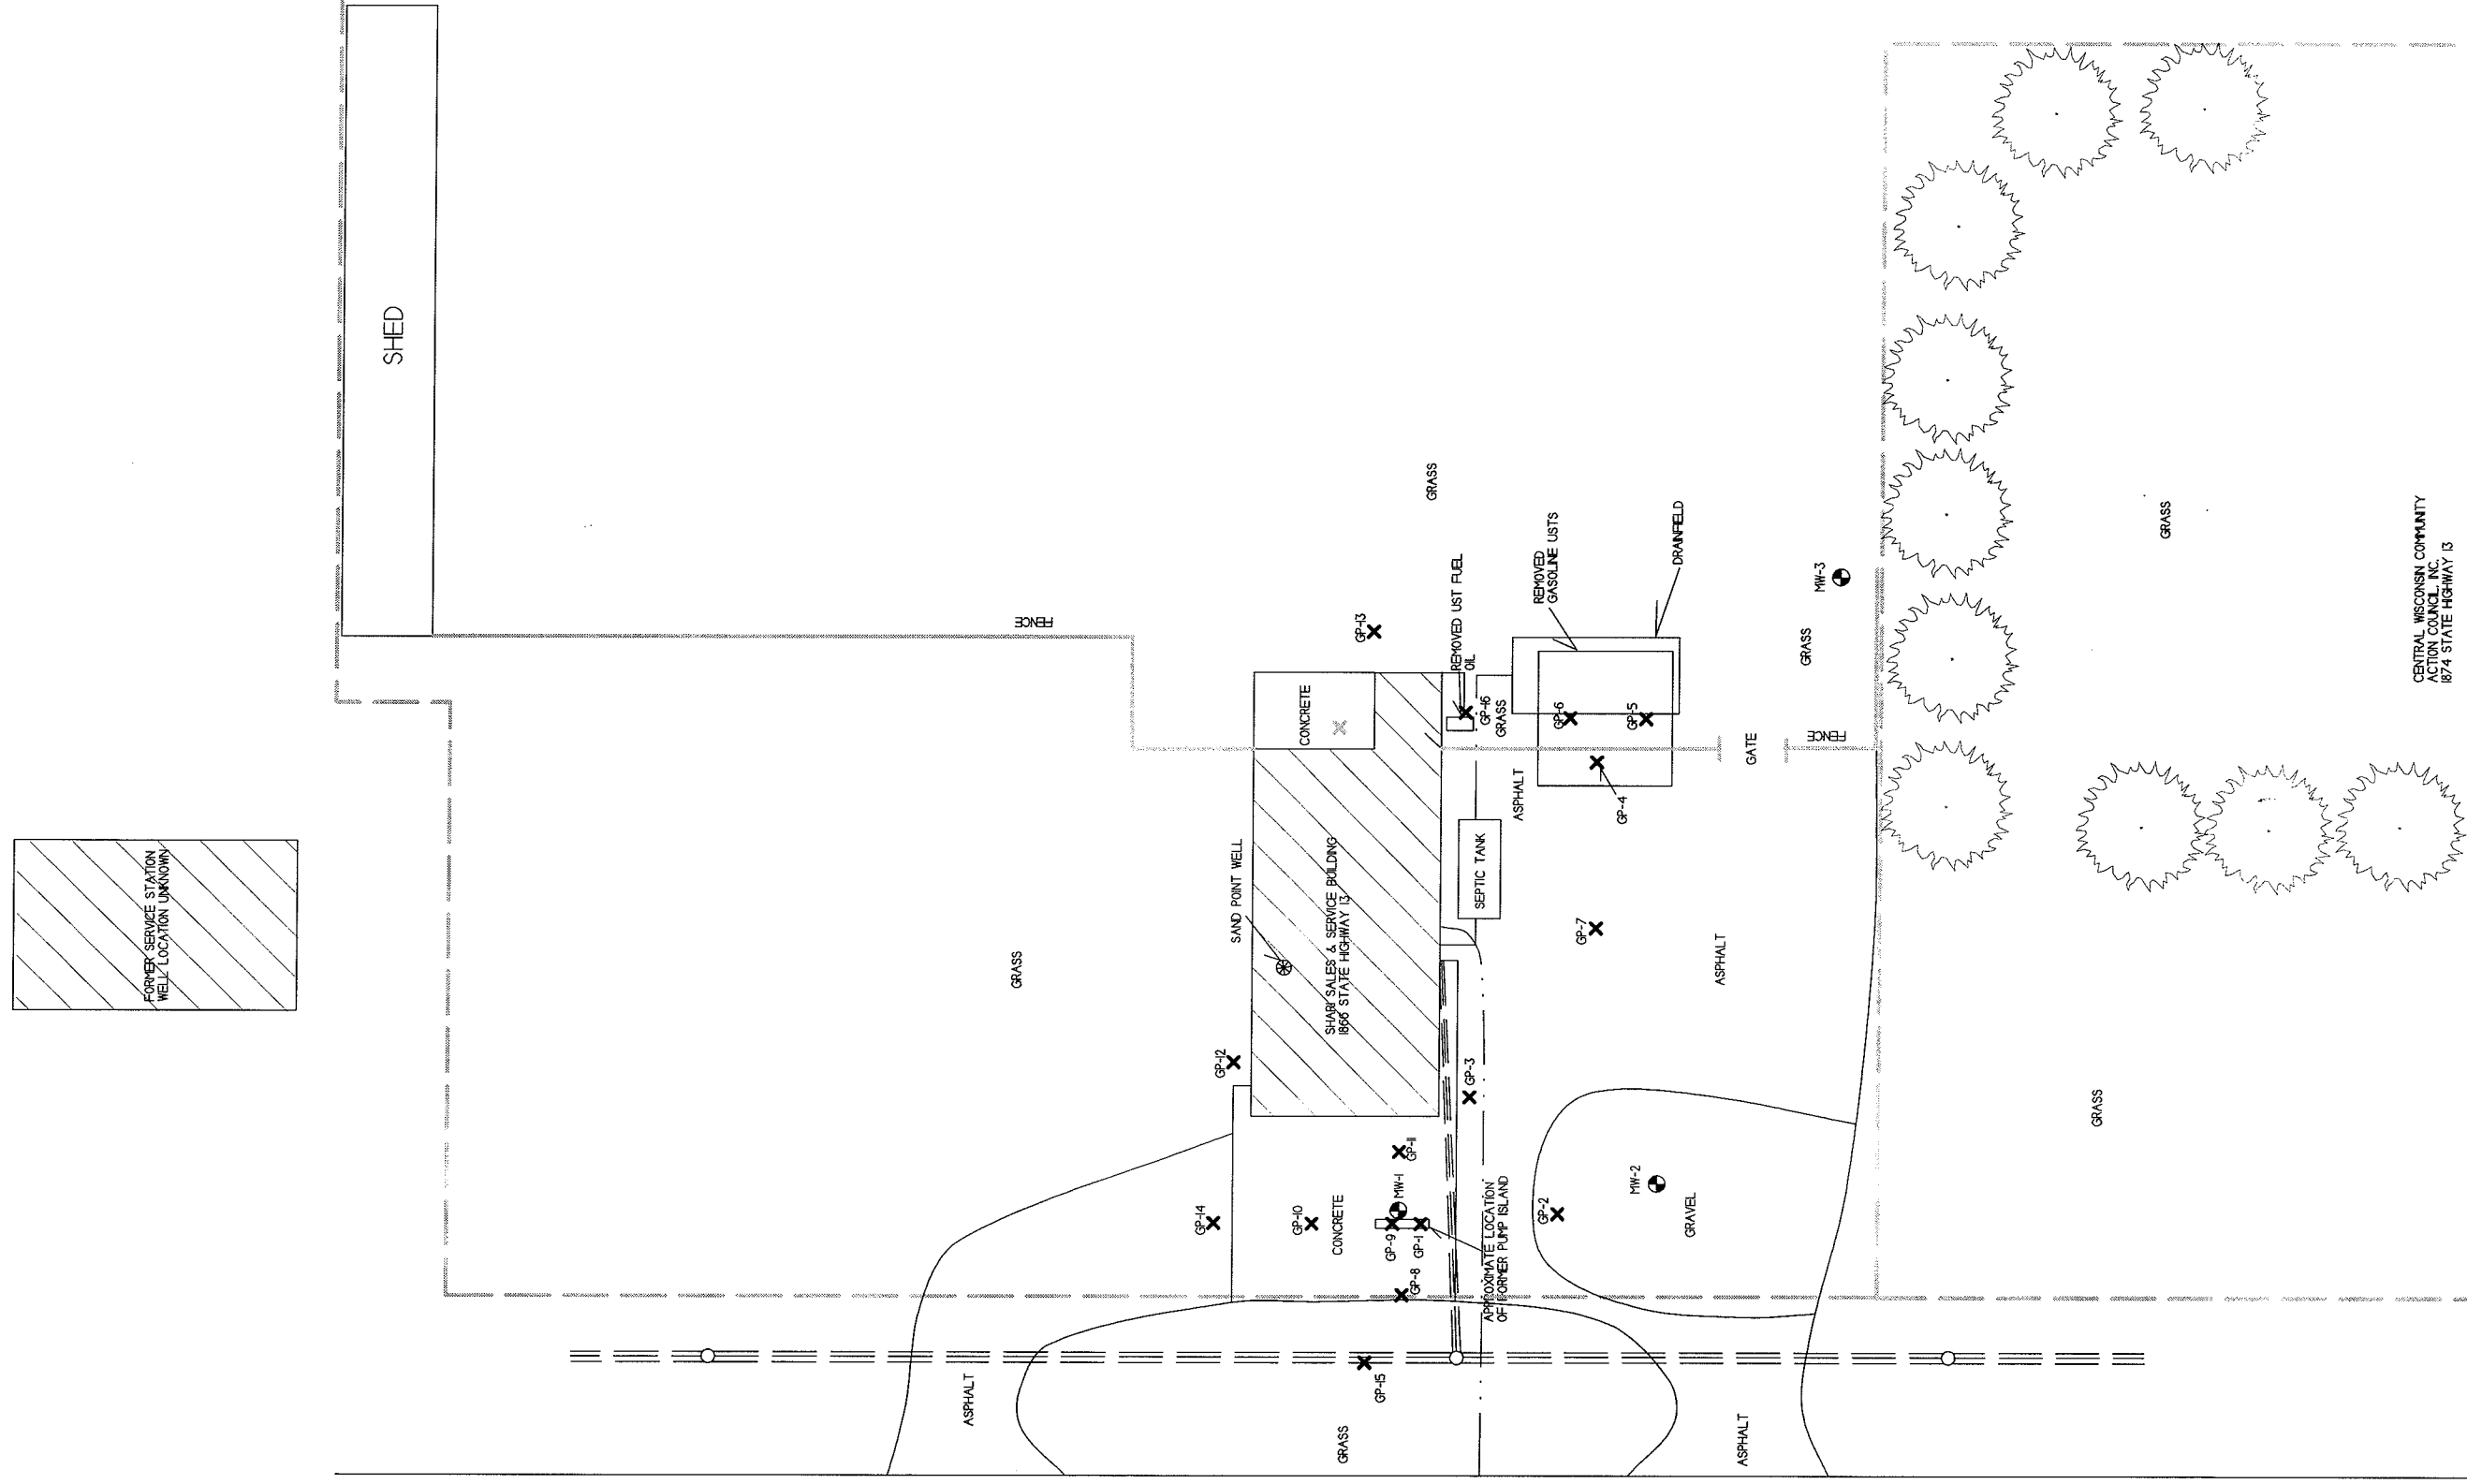 SHED
FORMER SERVICE STATION
WELL LOCATION UNKNOWN
FENCE
GRASS
GRASS
GP-13
REMOVED UST FUEL
OIL
REMOVED
GASOLINE USTS
DRAINFIELD
CONCRETE
GP-16
GRASS
GP-6
GP-5
GP-4
GATE
FENCE
MW-3
GRASS
GRASS
CENTRAL WISCONSIN COMMUNITY
ACTION COUNCIL, INC.
1874 STATE HIGHWAY 13
SAND POINT WELL
SHARI SALES & SERVICE BUILDING
1866 STATE HIGHWAY 13
SEPTIC TANK
ASPHALT
GP-7
ASPHALT
GP-12
GP-3
GP-11
MW-1
GP-14
GP-10
CONCRETE
GP-9
GP-1
GP-8
APPROXIMATE LOCATION
OF FORMER PUMP ISLAND
GP-2
MW-2
GRAVEL
GRASS
ASPHALT
GP-15
GRASS
ASPHALT